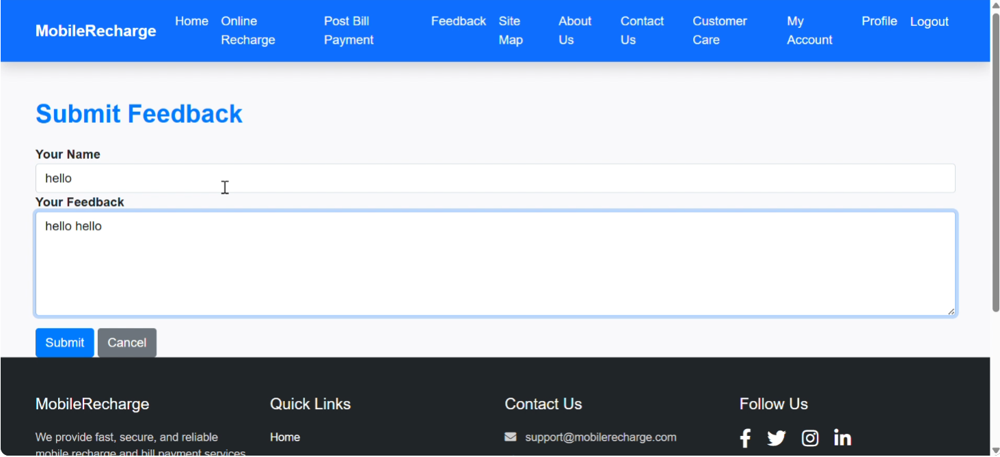 MobileRecharge
Home
Online
Recharge
Post Bill
Payment
Feedback
Site
Map
About
Us
Contact
Us
Customer
Care
My
Account
Profile
Logout
Submit Feedback
Your Name
hello
Your Feedback
hello hello
Submit
Cancel
MobileRecharge
We provide fast, secure, and reliable
mobile recharge and bill payment services
Quick Links
Home
Contact Us
support@mobilerecharge.com
Follow Us